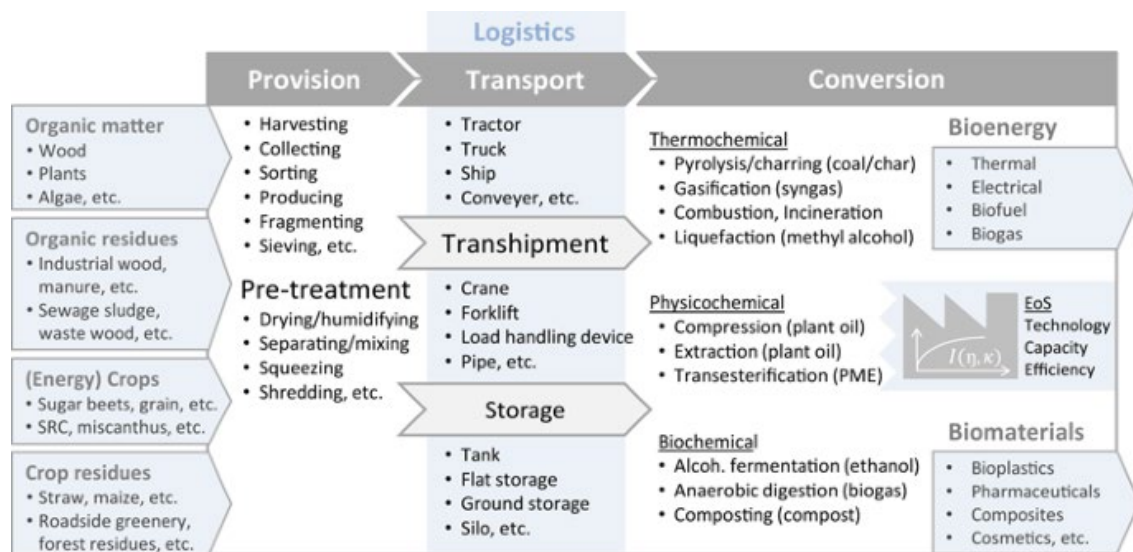 Logistics
Provision
Transport
Conversion
Organic matter
• Wood
• Plants
• Algae, etc.
Organic residues
• Industrial wood,
manure, etc.
• Sewage sludge,
waste wood, etc.
(Energy) Crops
• Sugar beets, grain, etc.
• SRC, miscanthus, etc.
Crop residues
• Straw, maize, etc.
• Roadside greenery,
forest residues, etc.
• Harvesting
• Collecting
• Sorting
• Producing
• Fragmenting
• Sieving, etc.
Pre-treatment
• Drying/humidifying
• Separating/mixing
• Squeezing
• Shredding, etc.
• Tractor
• Truck
• Ship
• Conveyer, etc.
Transhipment
• Crane
• Forklift
• Load handling device
• Pipe, etc.
Storage
• Tank
• Flat storage
• Ground storage
• Silo, etc.
Thermochemical
• Pyrolysis/charring (coal/char)
• Gasification (syngas)
• Combustion, Incineration
• Liquefaction (methyl alcohol)
Physicochemical
• Compression (plant oil)
• Extraction (plant oil)
• Transesterification (PME)
Biochemical
• Alcoh. fermentation (ethanol)
• Anaerobic digestion (biogas)
• Composting (compost)
Bioenergy
• Thermal
• Electrical
• Biofuel
• Biogas
I(η,κ)
EoS
Technology
Capacity
Efficiency
Biomaterials
• Bioplastics
• Pharmaceuticals
• Composites
• Cosmetics, etc.